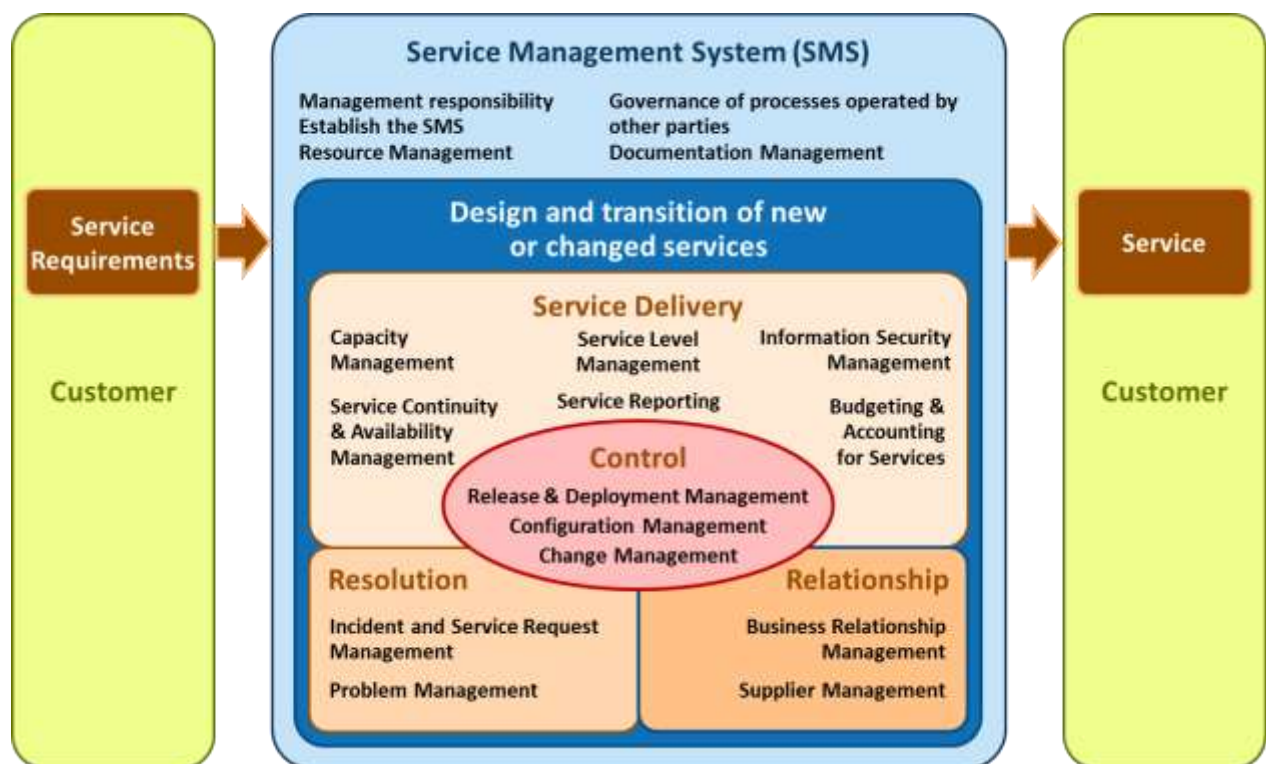 Service
Requirements
Customer
Service Management System (SMS)
Management responsibility
Establish the SMS
Resource Management
Governance of processes operated by
other parties
Documentation Management
Design and transition of new
or changed services
Service Delivery
Capacity
Management
Service Continuity
& Availability
Management
Service Level
Management
Service Reporting
Information Security
Management
Budgeting &
Accounting
for Services
Control
Release & Deployment Management
Configuration Management
Change Management
Resolution
Incident and Service Request
Management
Problem Management
Relationship
Business Relationship
Management
Supplier Management
Service
Customer